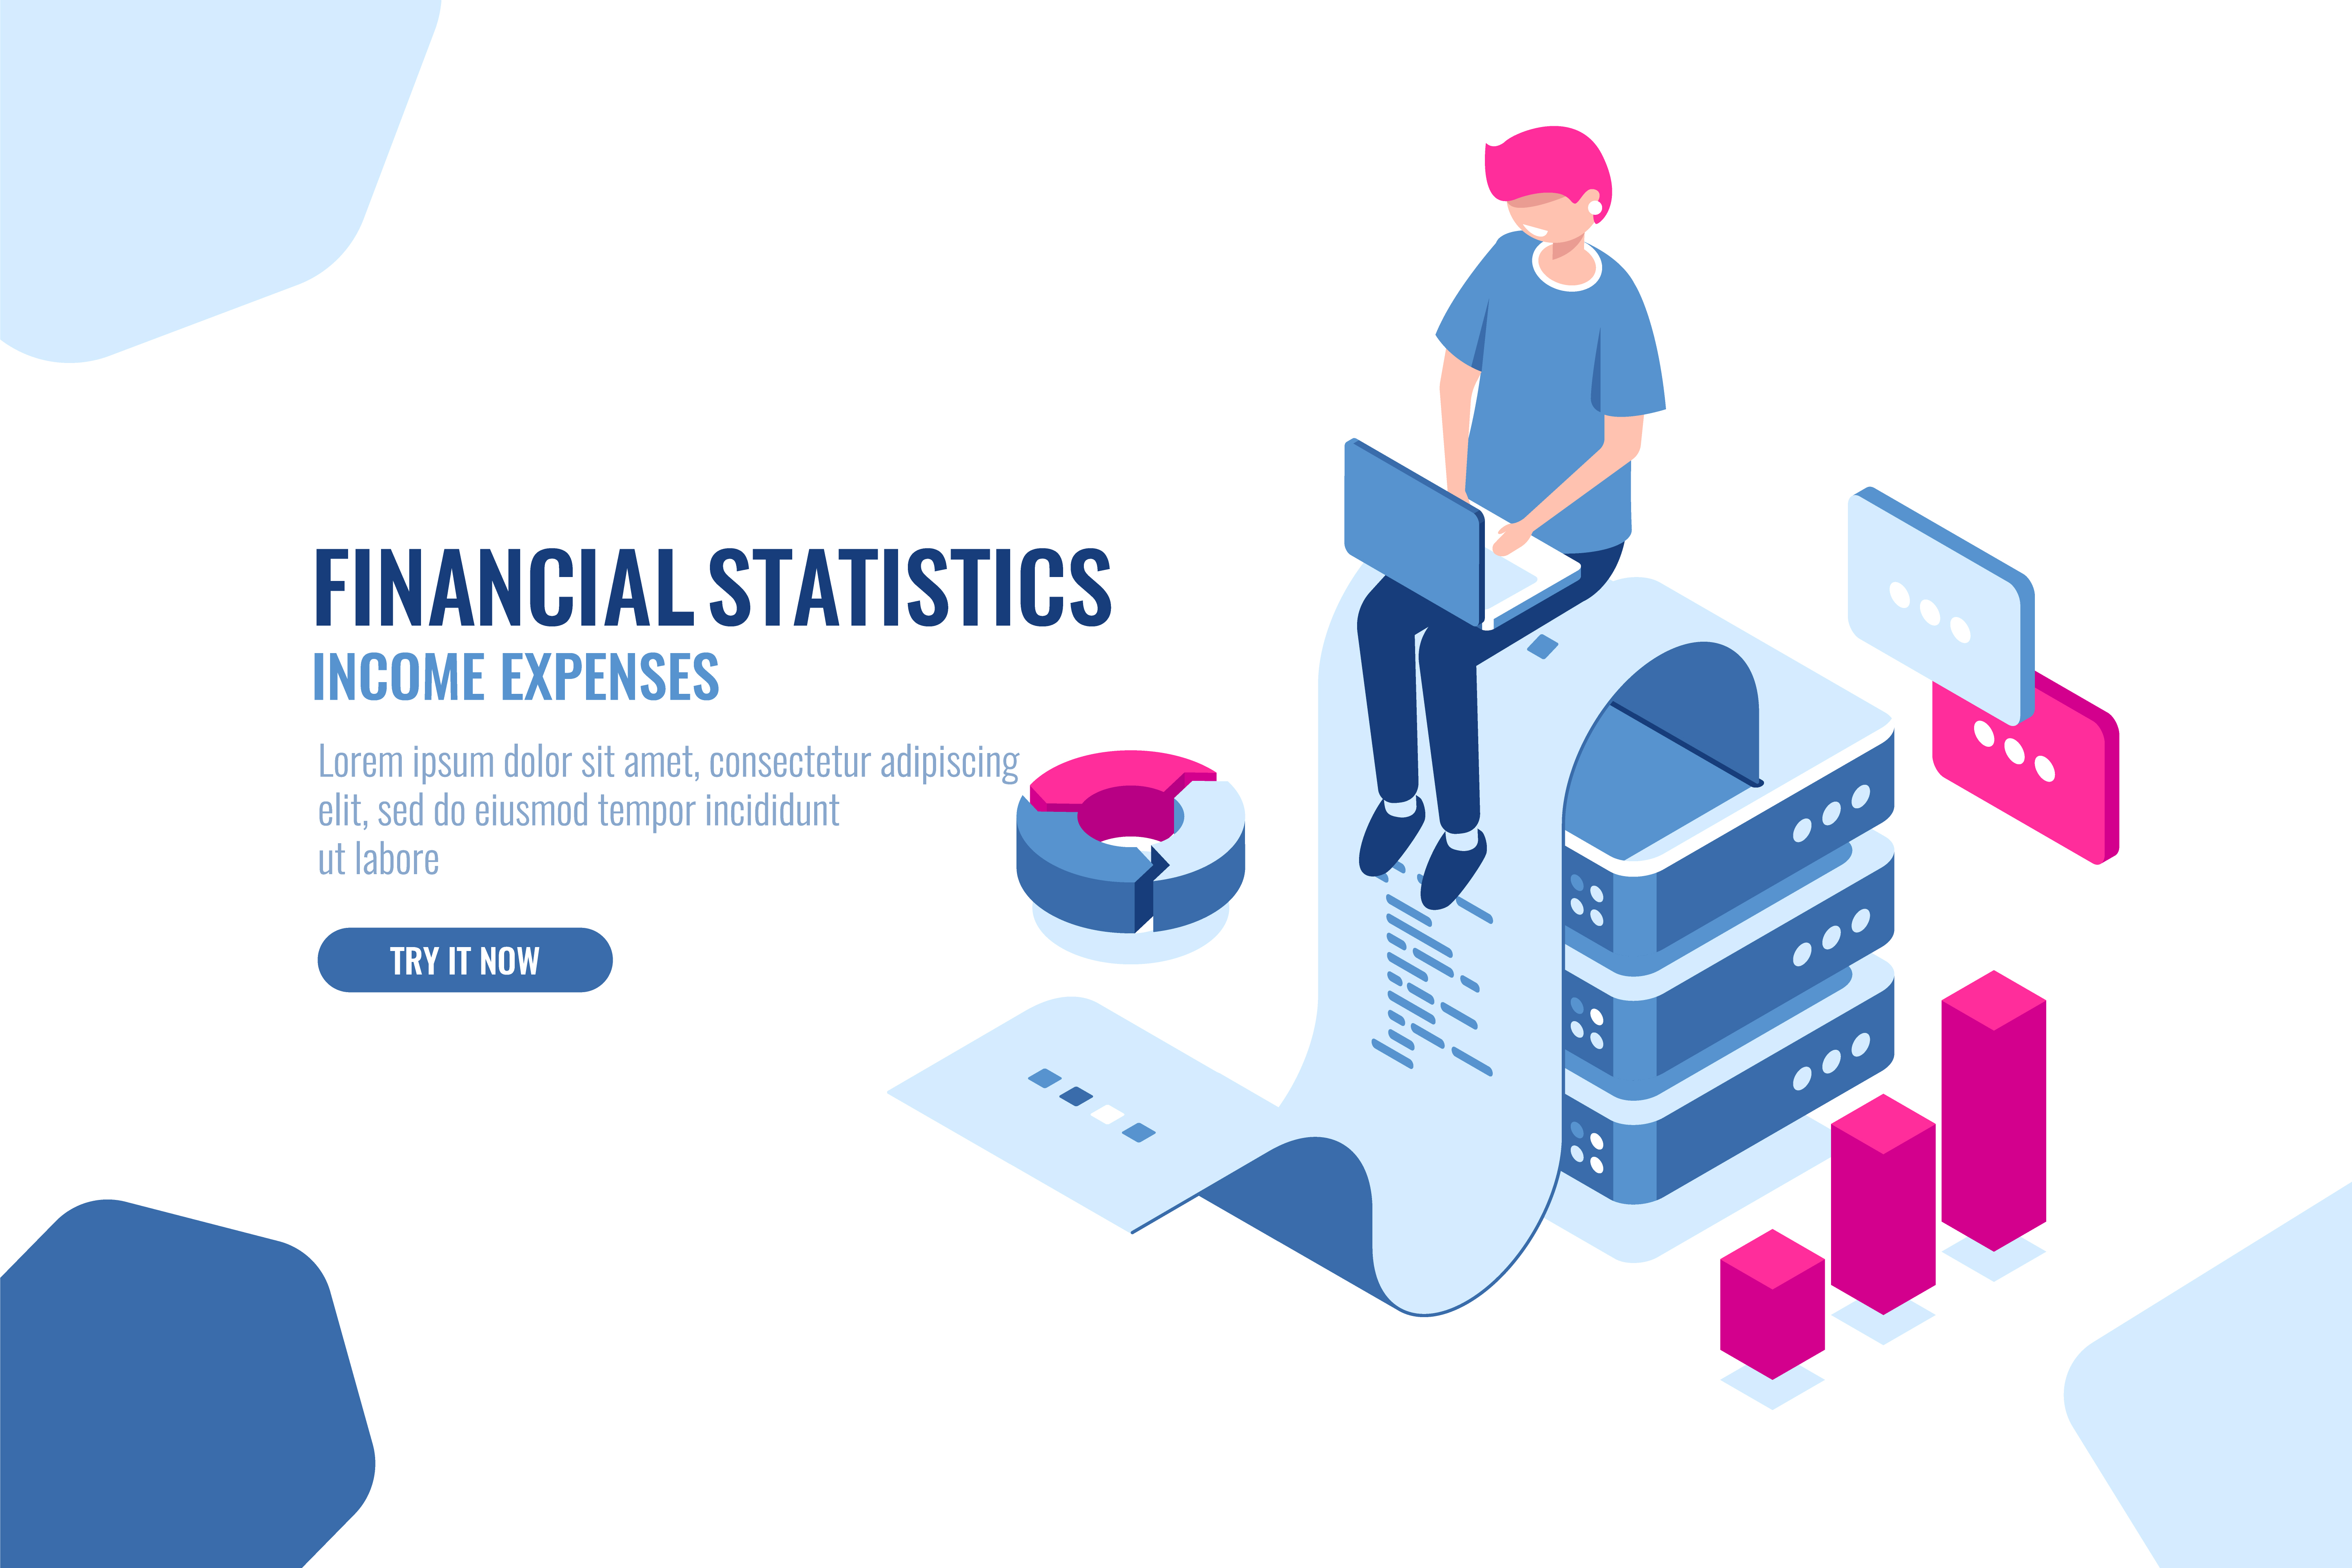 FINANCIAL STATISTICS
INCOME EXPENSES
Lorem ipsum dolor sit amet, consectetur adipiscing
elit, sed do eiusmod tempor incididunt
ut labore
TRY IT NOW